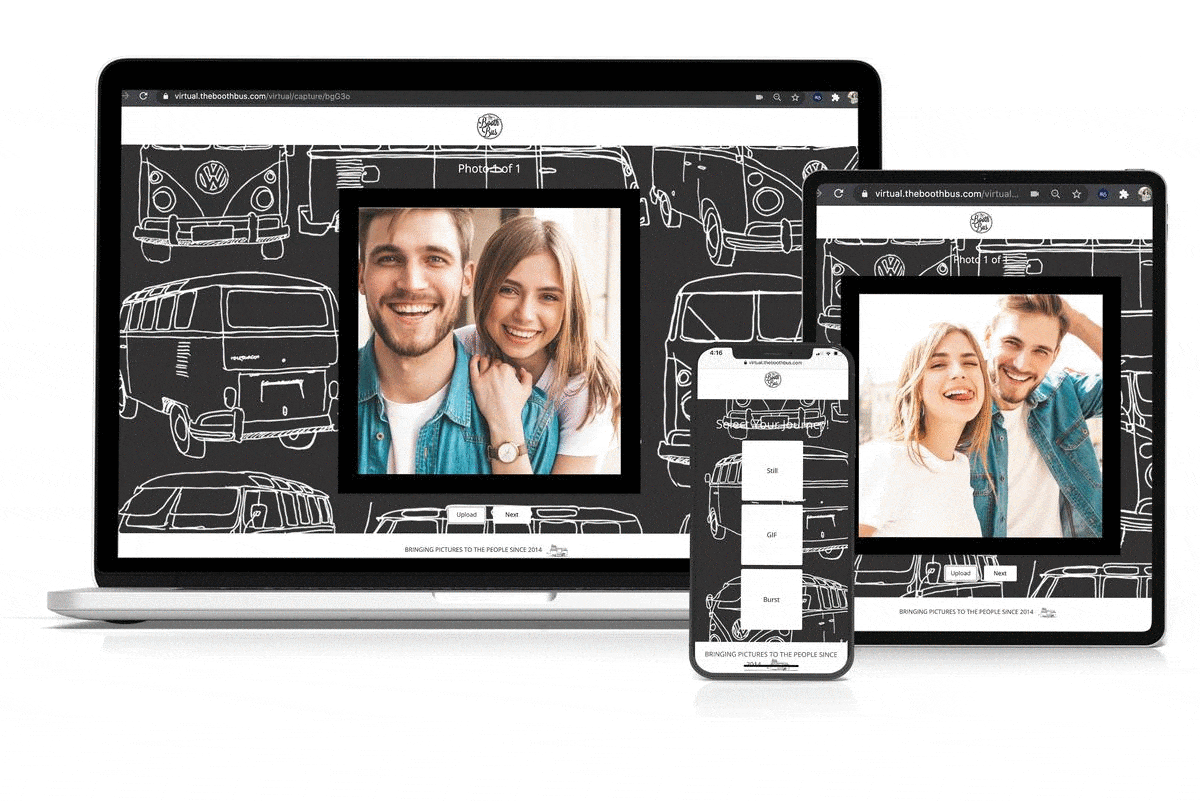 virtual.theboothbus.com/virtual/capture/bgG3o
Booth
Bus
Photo 1 of 1
Upload
Next
BRINGING PICTURES TO THE PEOPLE SINCE 2014
virtual.theboothbus.com/virtual...
Booth
Bus
Photo 1 of 1
Upload
Next
BRINGING PICTURES TO THE PEOPLE SINCE 2014
4:16
virtual.theboothbus.com
Booth
Bus
Select Your Journey!
Still
GIF
Burst
BRINGING PICTURES TO THE PEOPLE SINCE
2014